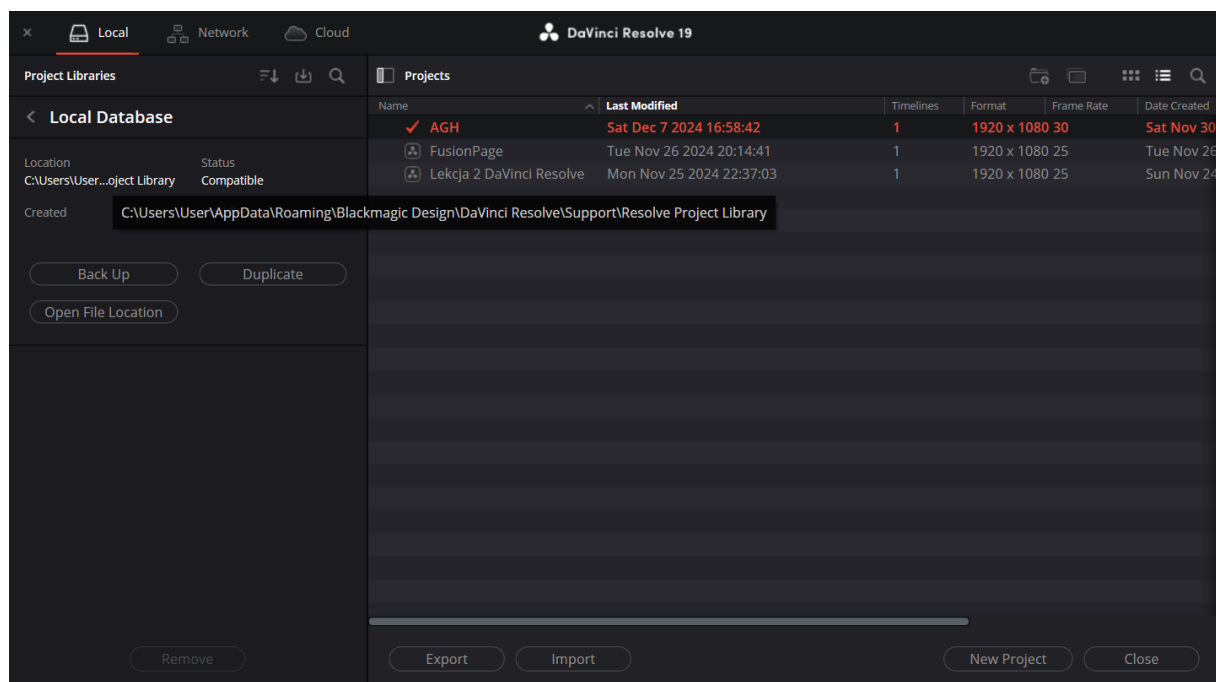 Local Network Cloud DaVinci Resolve 19
Project Libraries
Projects
Local Database
Location Status
C:\Users\User...oject Library Compatible
Created
C:\Users\User\AppData\Roaming\Blackmagic Design\DaVinci Resolve\Support\Resolve Project Library
Back Up Duplicate
Open File Location
Remove
Name Last Modified Timelines Format Frame Rate Date Created
AGH Sat Dec 7 2024 16:58:42 1 1920 x 1080 30 Sat Nov 30
FusionPage Tue Nov 26 2024 20:14:41 1 1920 x 1080 25 Tue Nov 26
Lekcja 2 DaVinci Resolve Mon Nov 25 2024 22:37:03 1 1920 x 1080 25 Sun Nov 24
Export Import New Project Close